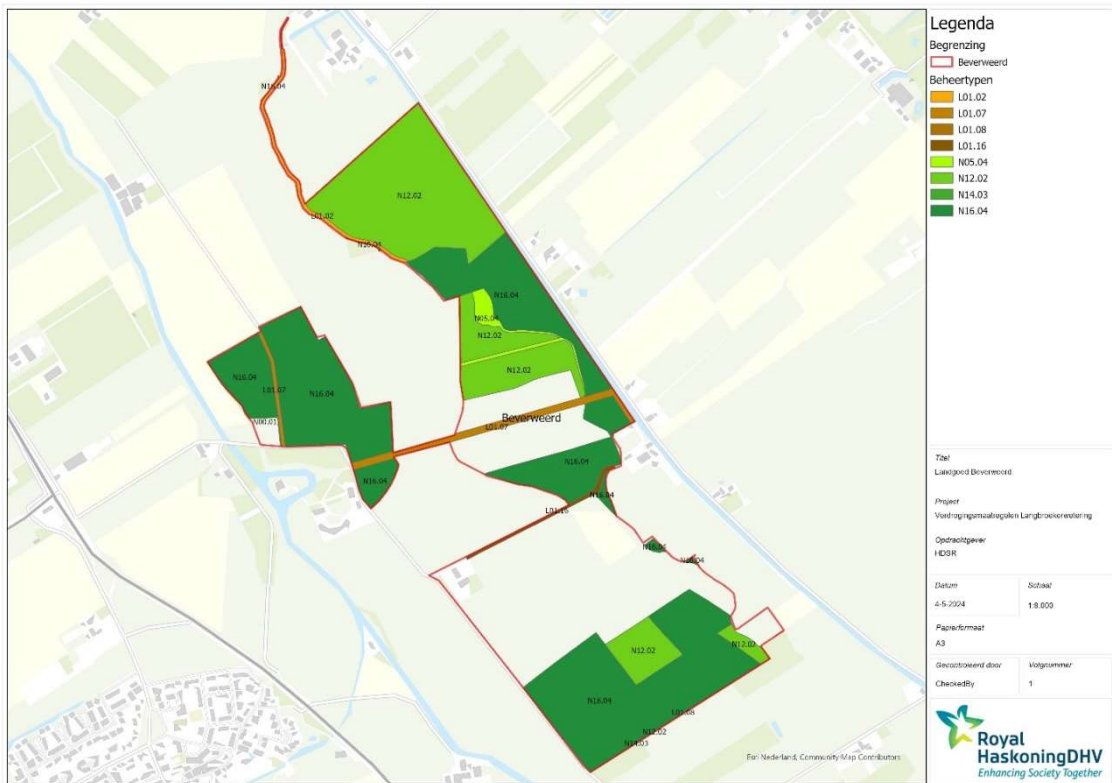 N16.04
N12.02
L01.02
N16.04
N16.04
N05.04
N12.02
N12.02
N16.04
N16.04
L01.07
N00.01
Beverweerd
L01.07
N16.04
N16.04
N16.04
L01.16
N16.04
N16.04
N12.02
N12.02
N16.04
L01.08
N12.02
N14.03
Esri Nederland, Community Map Contributors
Legenda
Begrenzing
Beverweerd
Beheertypen
L01.02
L01.07
L01.08
L01.16
N05.04
N12.02
N14.03
N16.04
Titel
Landgoed Beverweerd
Project
Verdrogingsmaatregelen Langbroekerwetering
Opdrachtgever
HDSR
Datum
4-5-2024
Schaal
1:8.000
Papierformaat
A3
Gecontroleerd door
CheckedBy
Volgnummer
1
Royal
HaskoningDHV
Enhancing Society Together